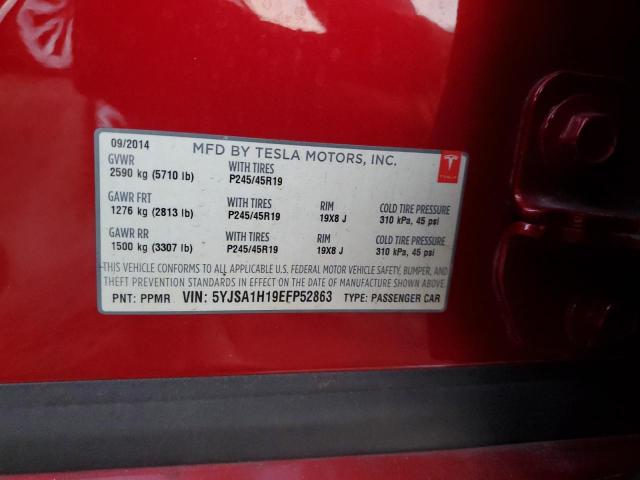 09/2014 MFD BY TESLA MOTORS, INC.
GVWR WITH TIRES
2590 kg (5710 lb) P245/45R19
TESLA
GAWR FRT WITH TIRES RIM COLD TIRE PRESSURE
1276 kg (2813 lb) P245/45R19 19X8 J 310 kPa, 45 psi
GAWR RR WITH TIRES RIM COLD TIRE PRESSURE
1500 kg (3307 lb) P245/45R19 19X8 J 310 kPa, 45 psi
THIS VEHICLE CONFORMS TO ALL APPLICABLE U.S. FEDERAL MOTOR VEHICLE SAFETY, BUMPER, AND
THEFT PREVENTION STANDARDS IN EFFECT ON THE DATE OF MANUFACTURE SHOWN ABOVE.
PNT: PPMR VIN: 5YJSA1H19EFP52863 TYPE: PASSENGER CAR